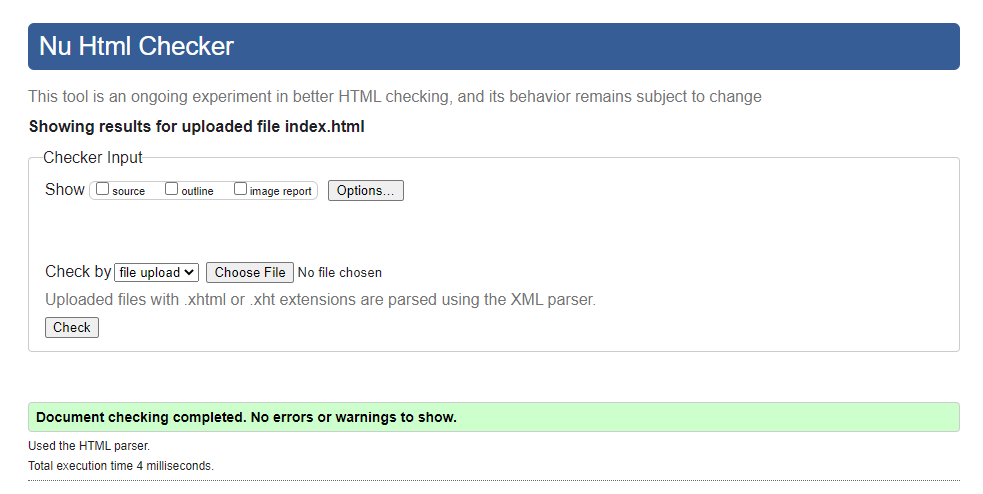 Nu Html Checker
This tool is an ongoing experiment in better HTML checking, and its behavior remains subject to change
Showing results for uploaded file index.html
Checker Input
Show source outline image report Options...
Check by file upload Choose File No file chosen
Uploaded files with .xhtml or .xht extensions are parsed using the XML parser.
Check
Document checking completed. No errors or warnings to show.
Used the HTML parser.
Total execution time 4 milliseconds.